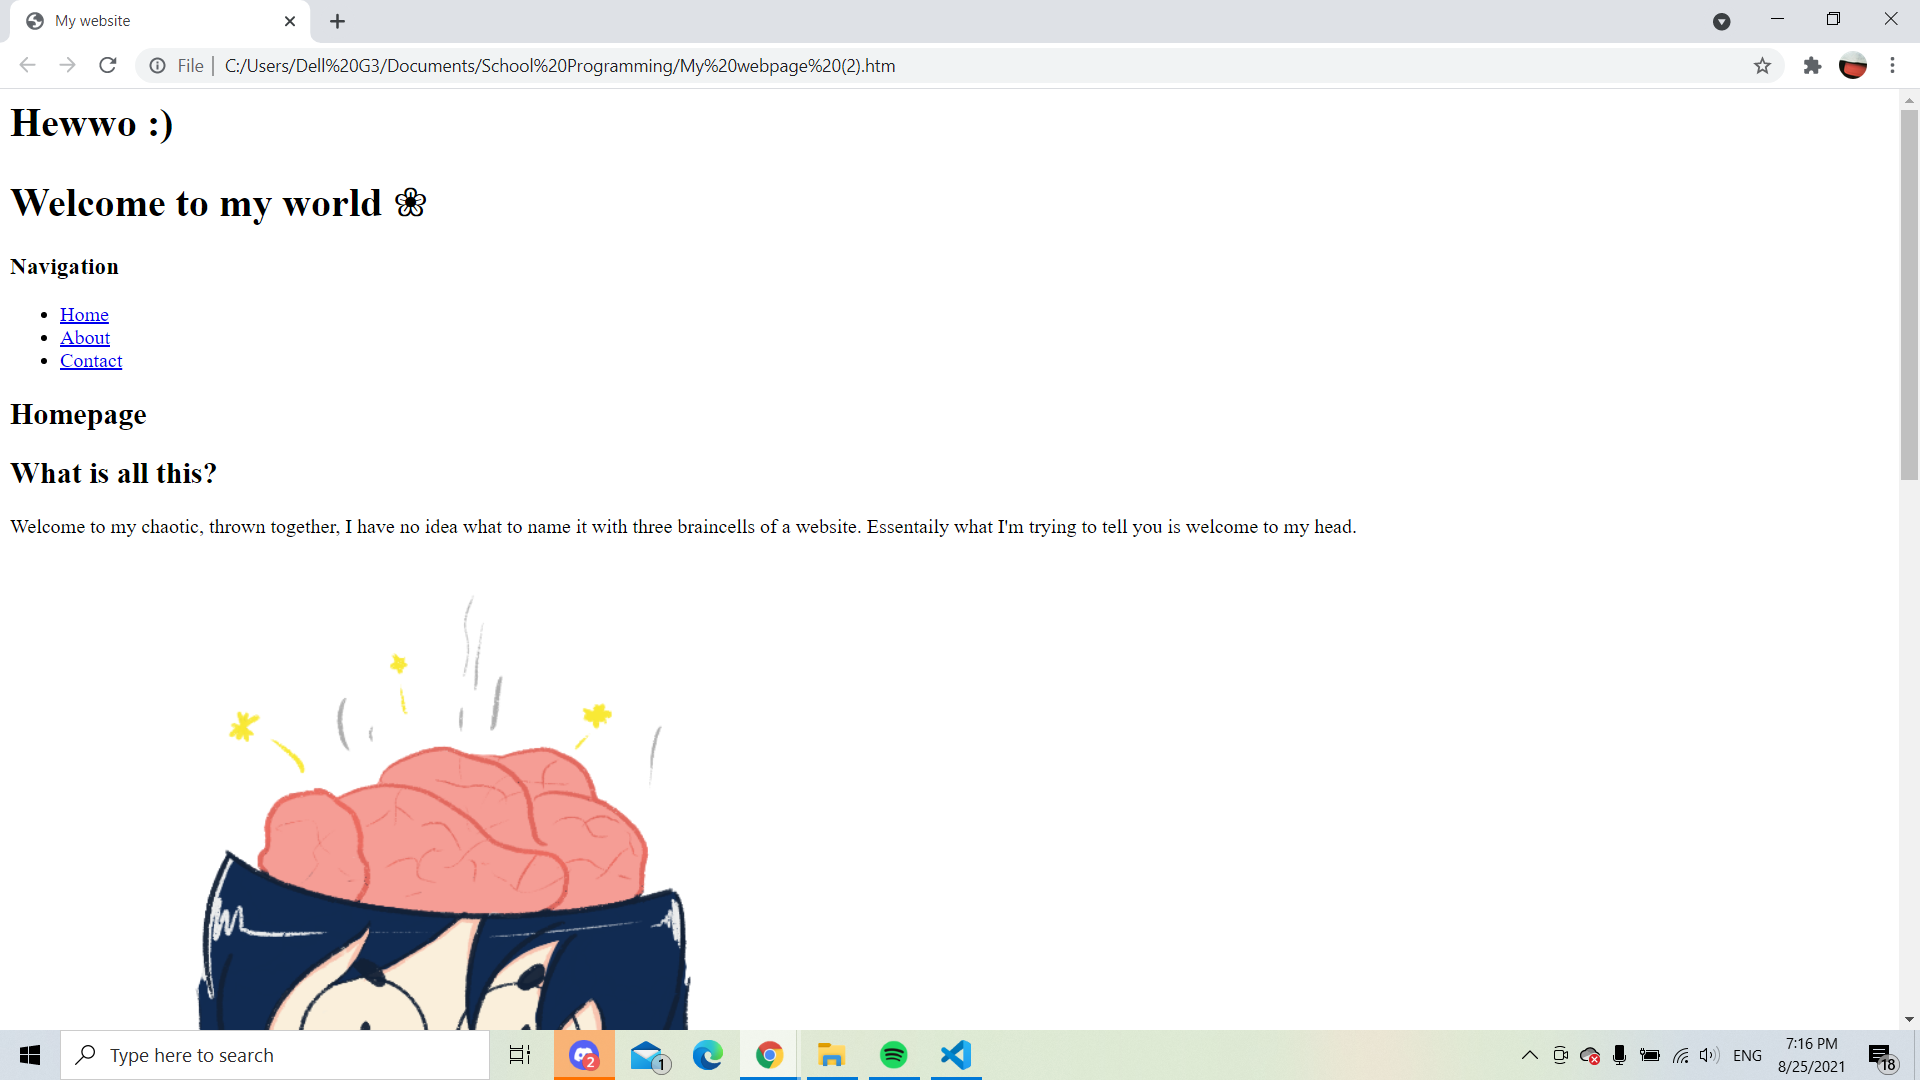 My website
File | C:/Users/Dell%20G3/Documents/School%20Programming/My%20webpage%20(2).htm
Hewwo :)
Welcome to my world ❀
Navigation
Home
About
Contact
Homepage
What is all this?
Welcome to my chaotic, thrown together, I have no idea what to name it with three braincells of a website. Essentaily what I'm trying to tell you is welcome to my head.
Type here to search
2
1
ENG
7:16 PM
8/25/2021
18